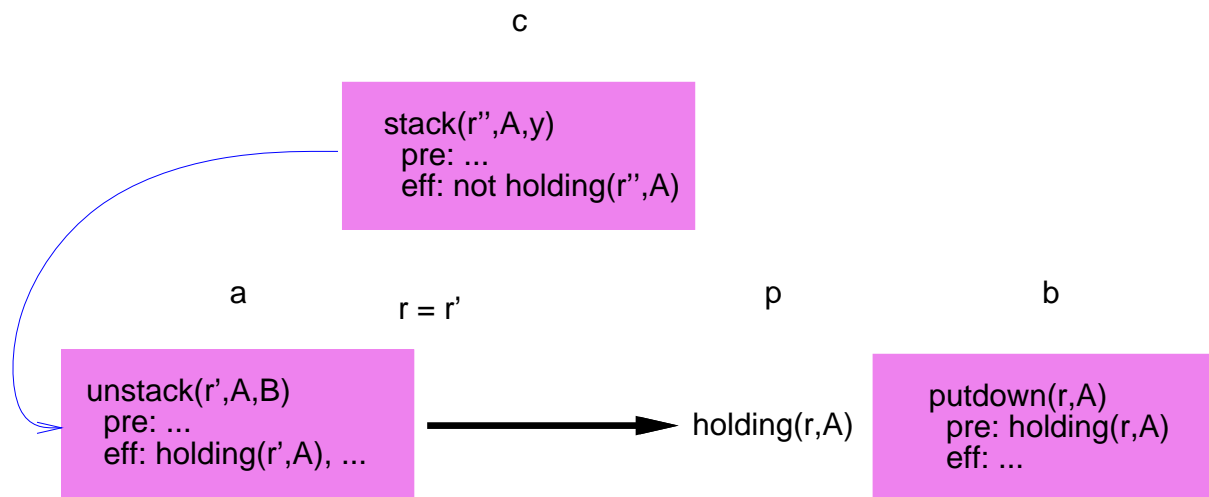 c
stack(r’’,A,y)
pre: ...
eff: not holding(r’’,A)
a
r = r’
p
b
unstack(r’,A,B)
pre: ...
eff: holding(r’,A), ...
holding(r,A)
putdown(r,A)
pre: holding(r,A)
eff: ...